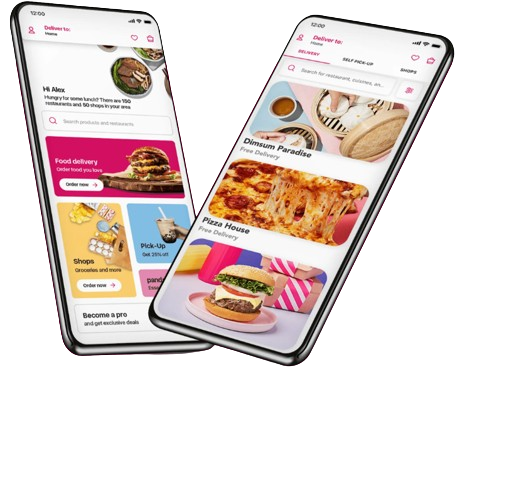 12:00
Deliver to:
Home
Hi Alex
Hungry for some lunch? There are 150
restaurants and 50 shops in your area
Search products and restaurants
Food delivery
Order food you love
Order now
Shops
Groceries and more
Order now
Pick-Up
Get 25% off
Become a pro
and get exclusive deals
12:00
Deliver to:
Home
DELIVERY
SELF PICK-UP
SHOPS
Search for restaurant, cuisines, an...
Dimsum Paradise
Free Delivery
Pizza House
Free Delivery